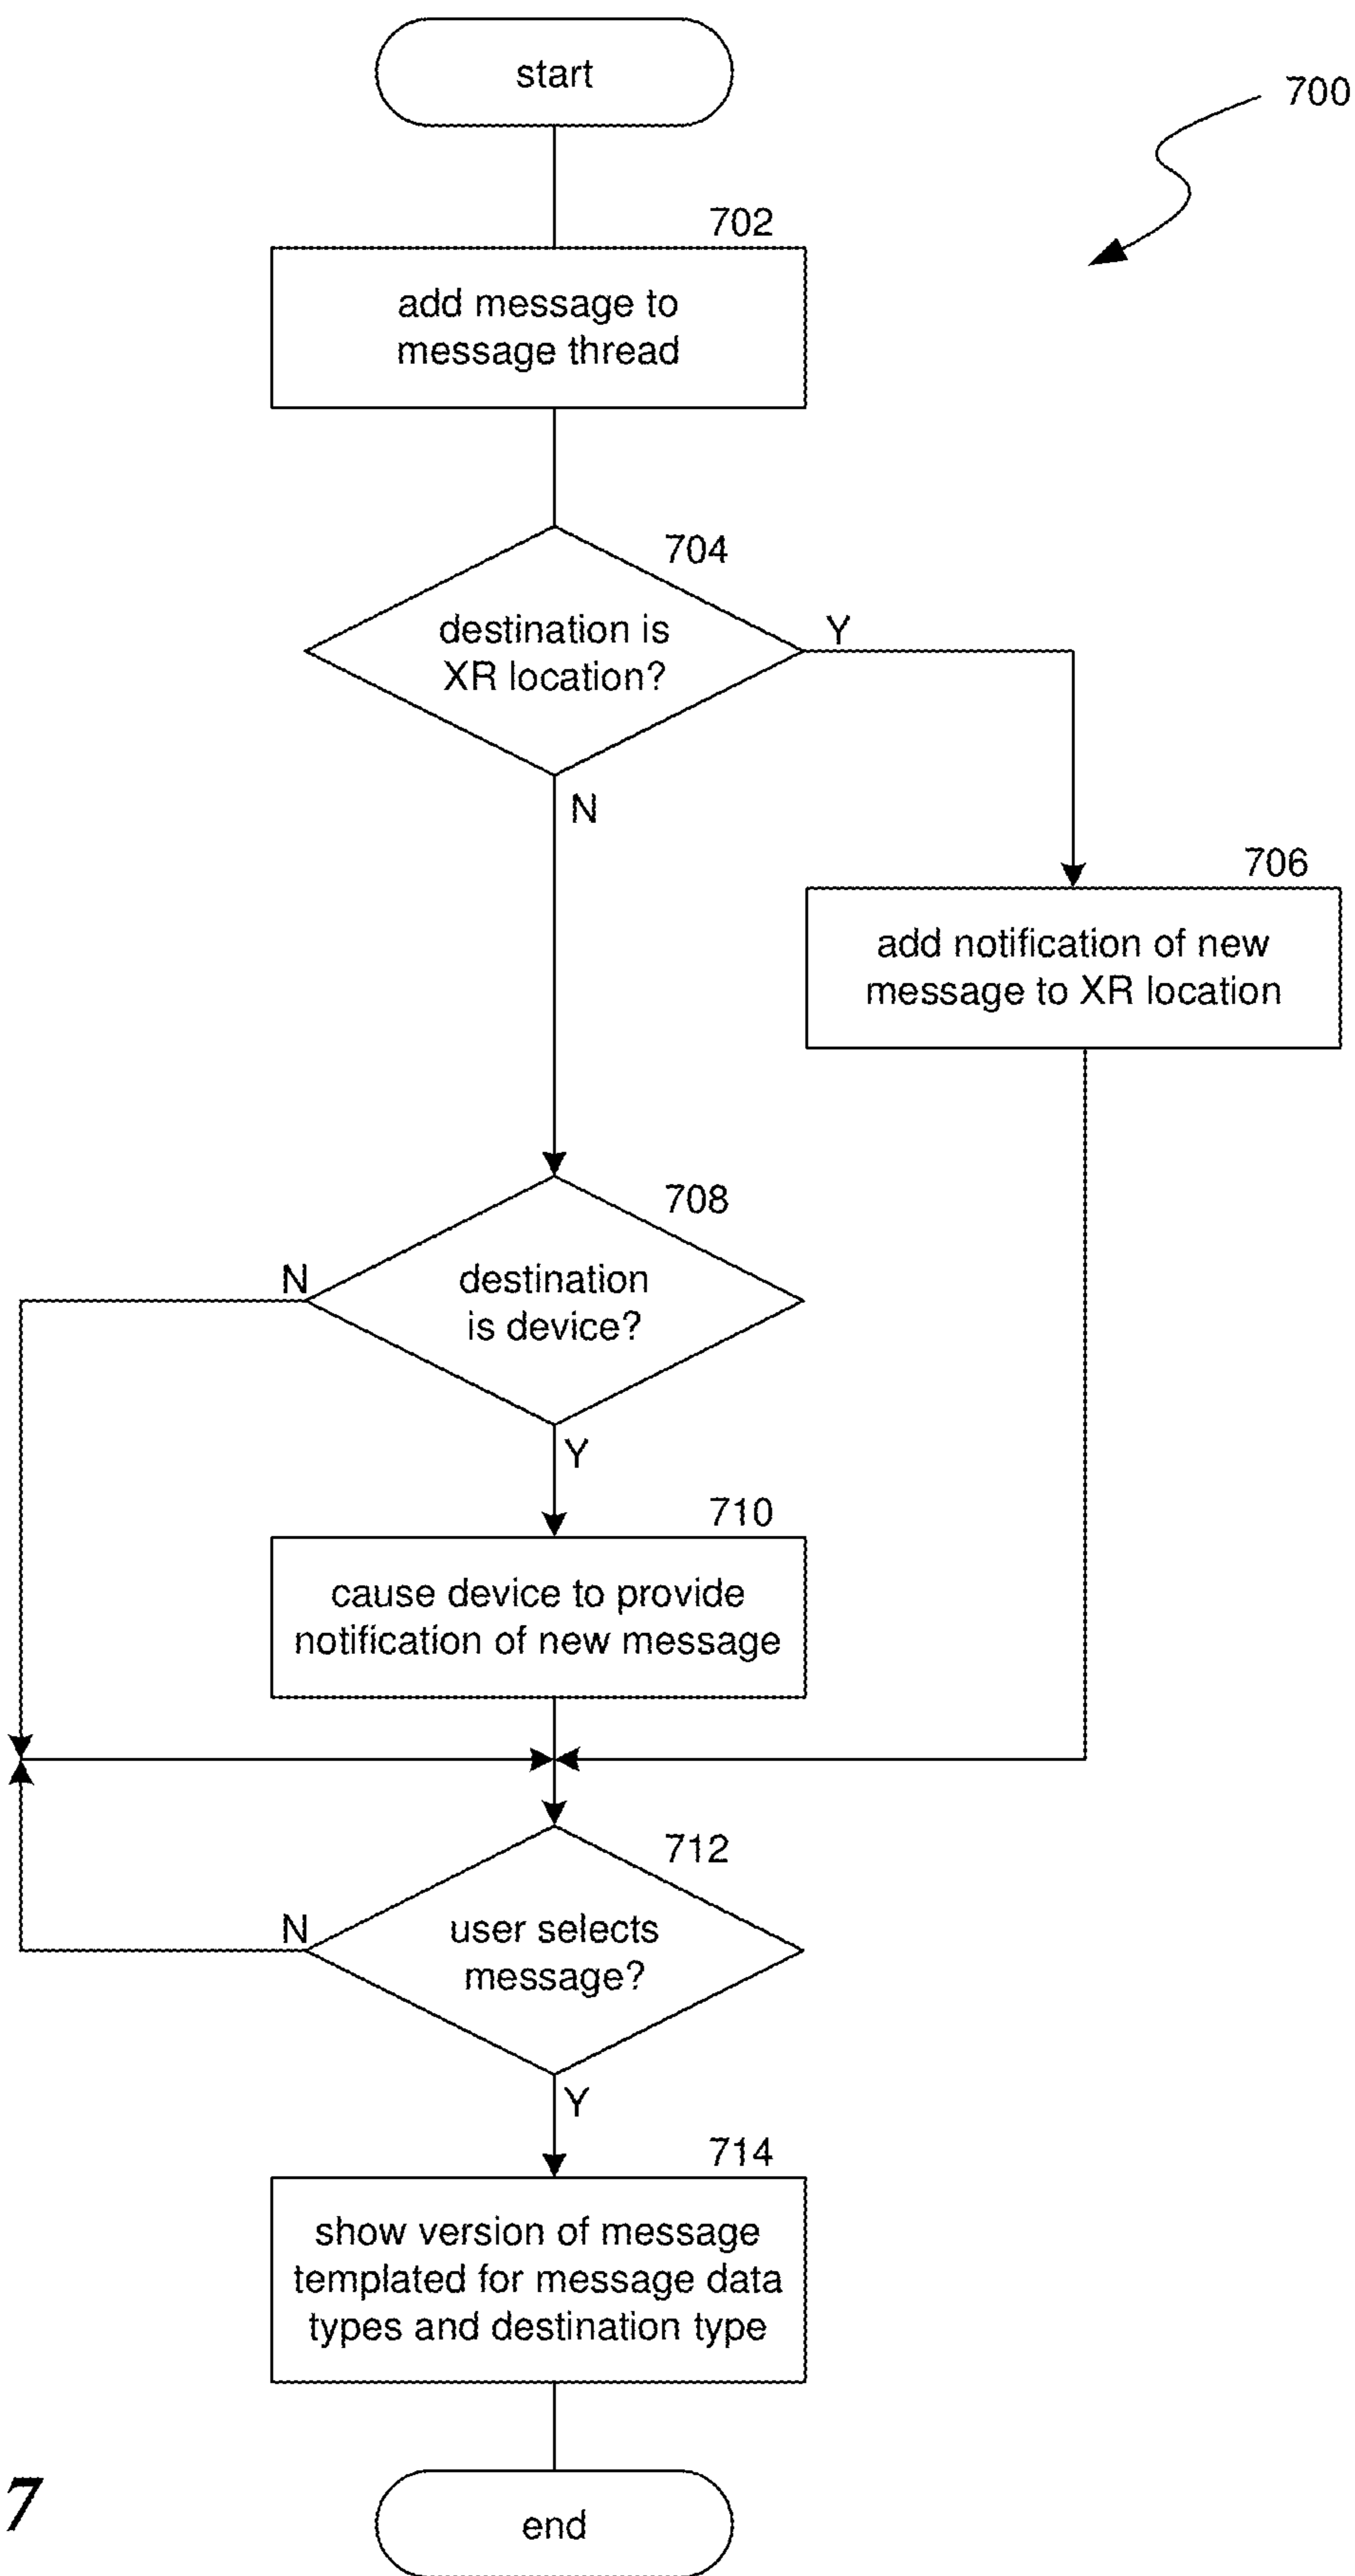 start
700
702
add message to
message thread
704
destination is
XR location?
Y
N
706
add notification of new
message to XR location
708
destination
is device?
N
Y
710
cause device to provide
notification of new message
712
user selects
message?
N
Y
714
show version of message
templated for message data
types and destination type
end
7